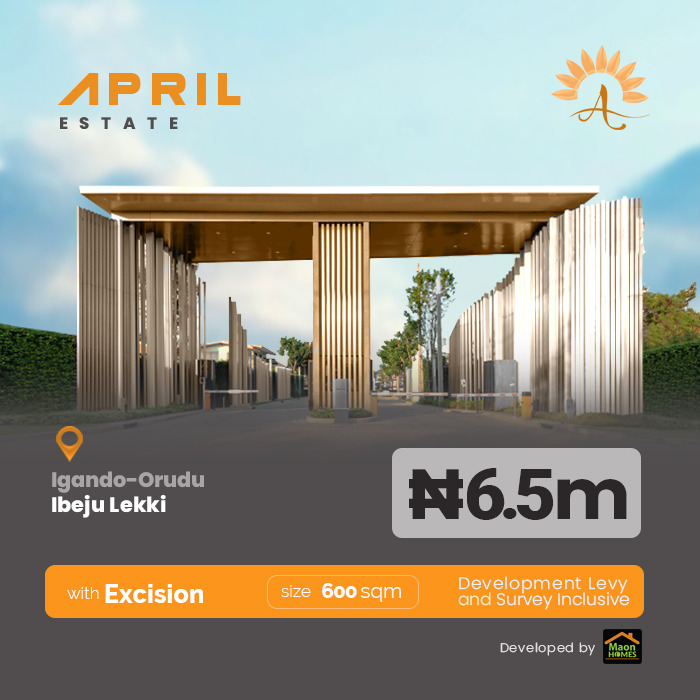 APRIL
ESTATE
A
Igando-Orudu
Ibeju Lekki
₦6.5m
with Excision
size 600 sqm
Development Levy
and Survey Inclusive
Developed by
Maon
HOMES